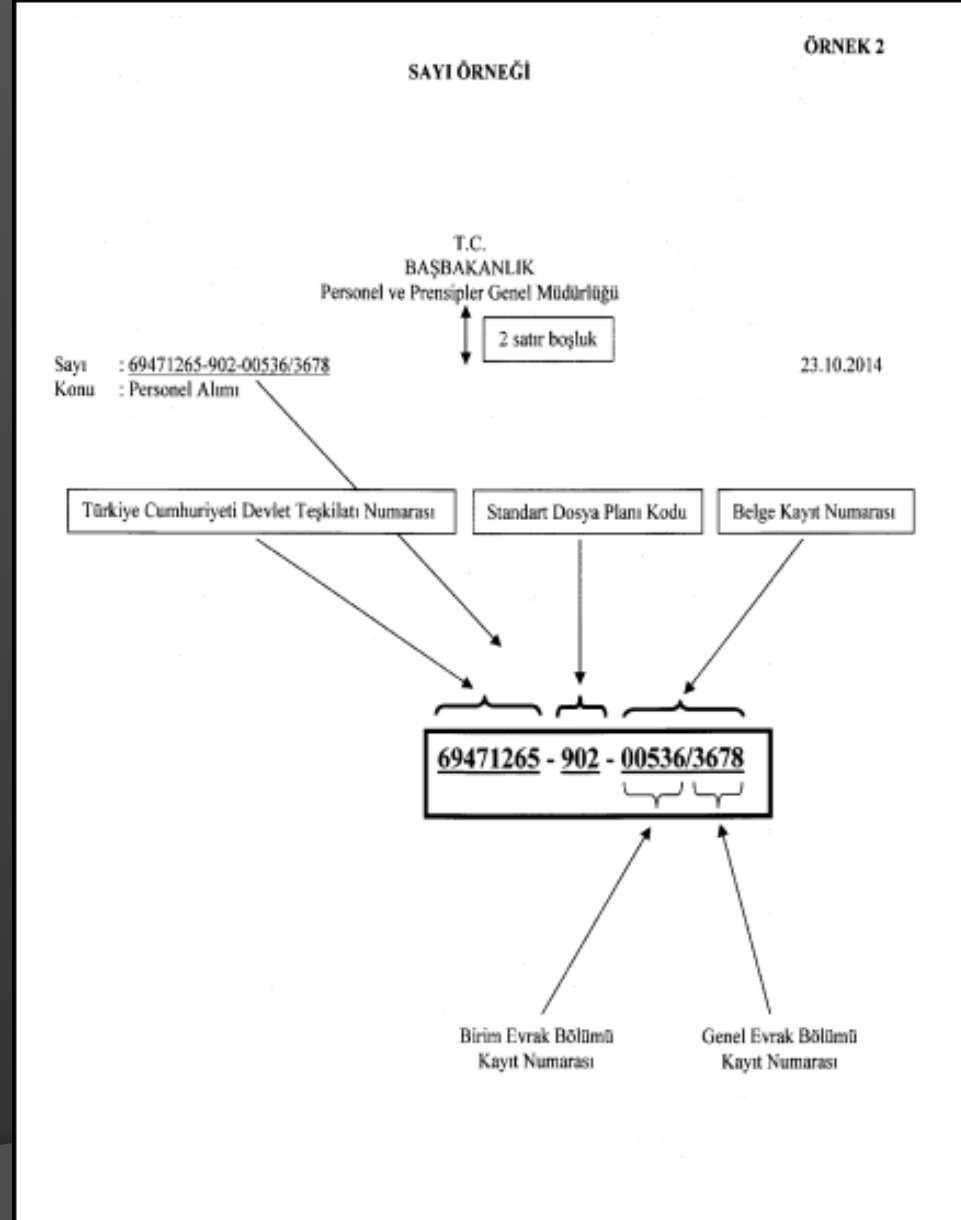 ÖRNEK 2
SAYI ÖRNEĞİ
T.C.
BAŞBAKANLIK
Personel ve Prensipler Genel Müdürlüğü
2 satır boşluk
Sayı : 69471265-902-00536/3678 23.10.2014
Konu : Personel Alımı
Türkiye Cumhuriyeti Devlet Teşkilatı Numarası Standart Dosya Planı Kodu Belge Kayıt Numarası
69471265 - 902 - 00536/3678
Birim Evrak Bölümü Genel Evrak Bölümü
Kayıt Numarası Kayıt Numarası